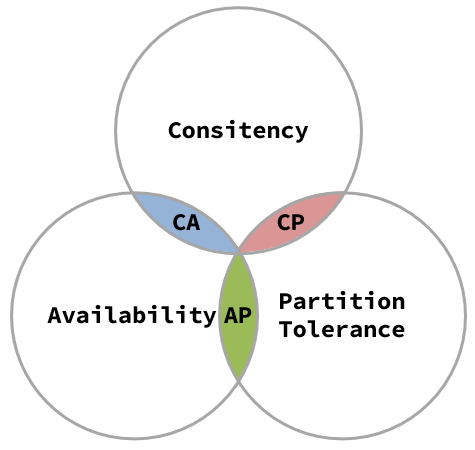 Consitency
CA
CP
Availability
AP
Partition
Tolerance